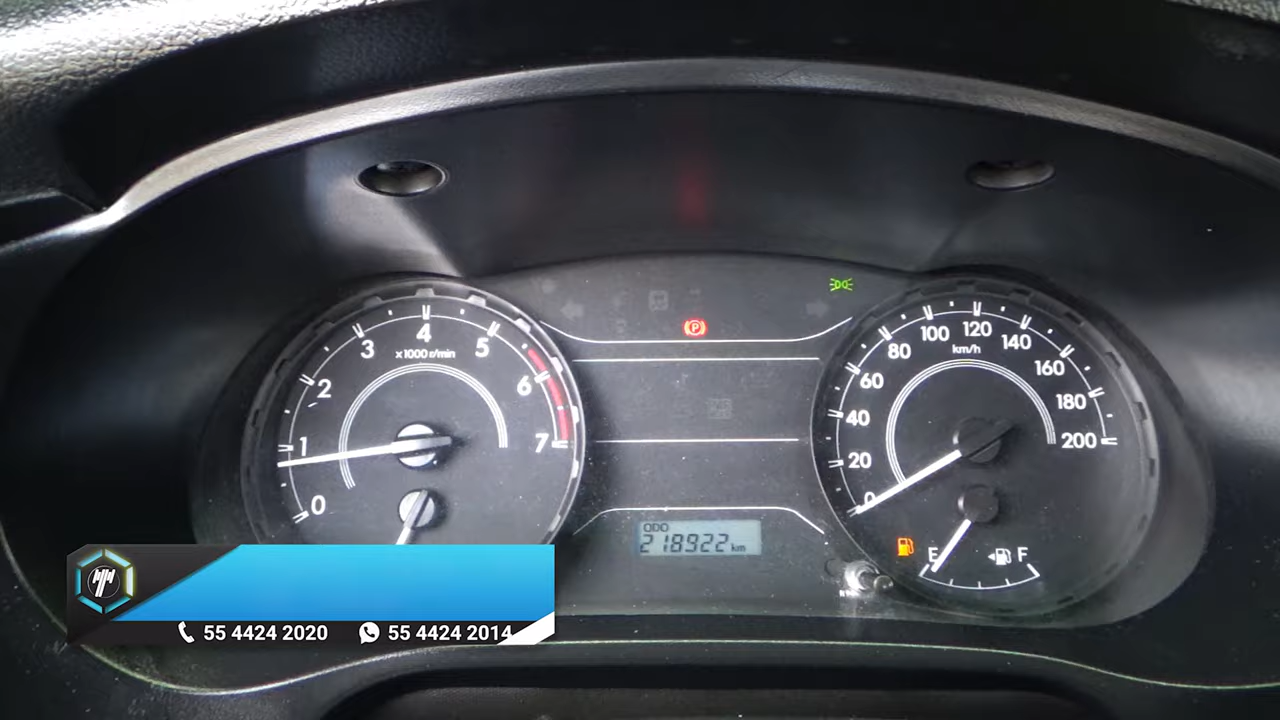 0 1 2 3 4 5 6 7
x1000 r/min
0 20 40 60 80 100 120 140 160 180 200
km/h
P
ODO
218922 km
E F
55 4424 2020 55 4424 2014